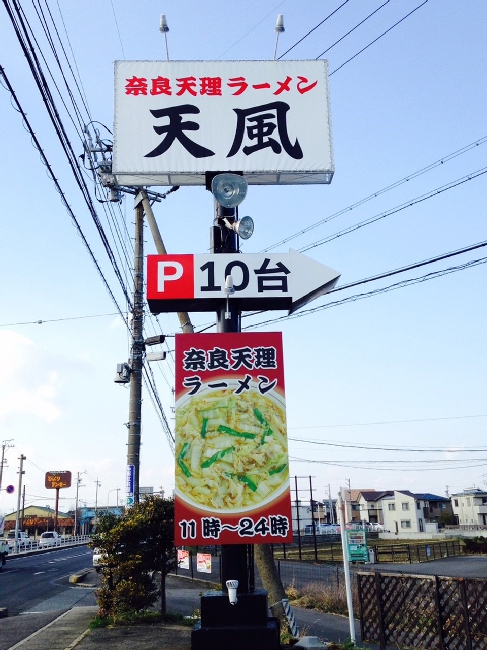 奈良天理ラーメン
天風
P 10台
奈良天理
ラーメン
11時〜24時